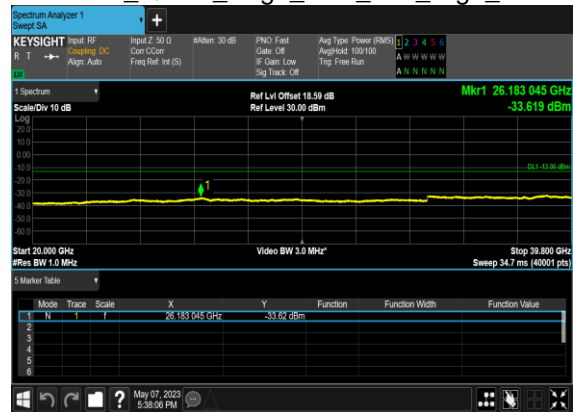 Spectrum Analyzer 1
Swept SA
KEYSIGHT
R T
LXI
Input: RF
Coupling: DC
Align: Auto
Input Z: 50 Ω
Corr CCorr
Freq Ref: Int (S)
#Atten: 30 dB
PNO: Fast
Gate: Off
IF Gain: Low
Sig Track: Off
Avg Type: Power (RMS)
Avg|Hold: 100/100
Trig: Free Run
1 2 3 4 5 6
A W W W W W
A N N N N N
1 Spectrum
Scale/Div 10 dB
Log
Ref Lvl Offset 18.59 dB
Ref Level 30.00 dBm
Mkr1 26.183 045 GHz
-33.619 dBm
20.0
10.0
0.00
-10.0
-20.0
-30.0
-40.0
-50.0
-60.0
DL1 -13.00 dBm
1
Start 20.000 GHz
#Res BW 1.0 MHz
Video BW 3.0 MHz*
Stop 39.800 GHz
Sweep 34.7 ms (40001 pts)
5 Marker Table
Mode Trace Scale X Y Function Function Width Function Value
1 N 1 f 26.183 045 GHz -33.62 dBm
2
3
4
5
6
?
May 07, 2023
5:38:06 PM